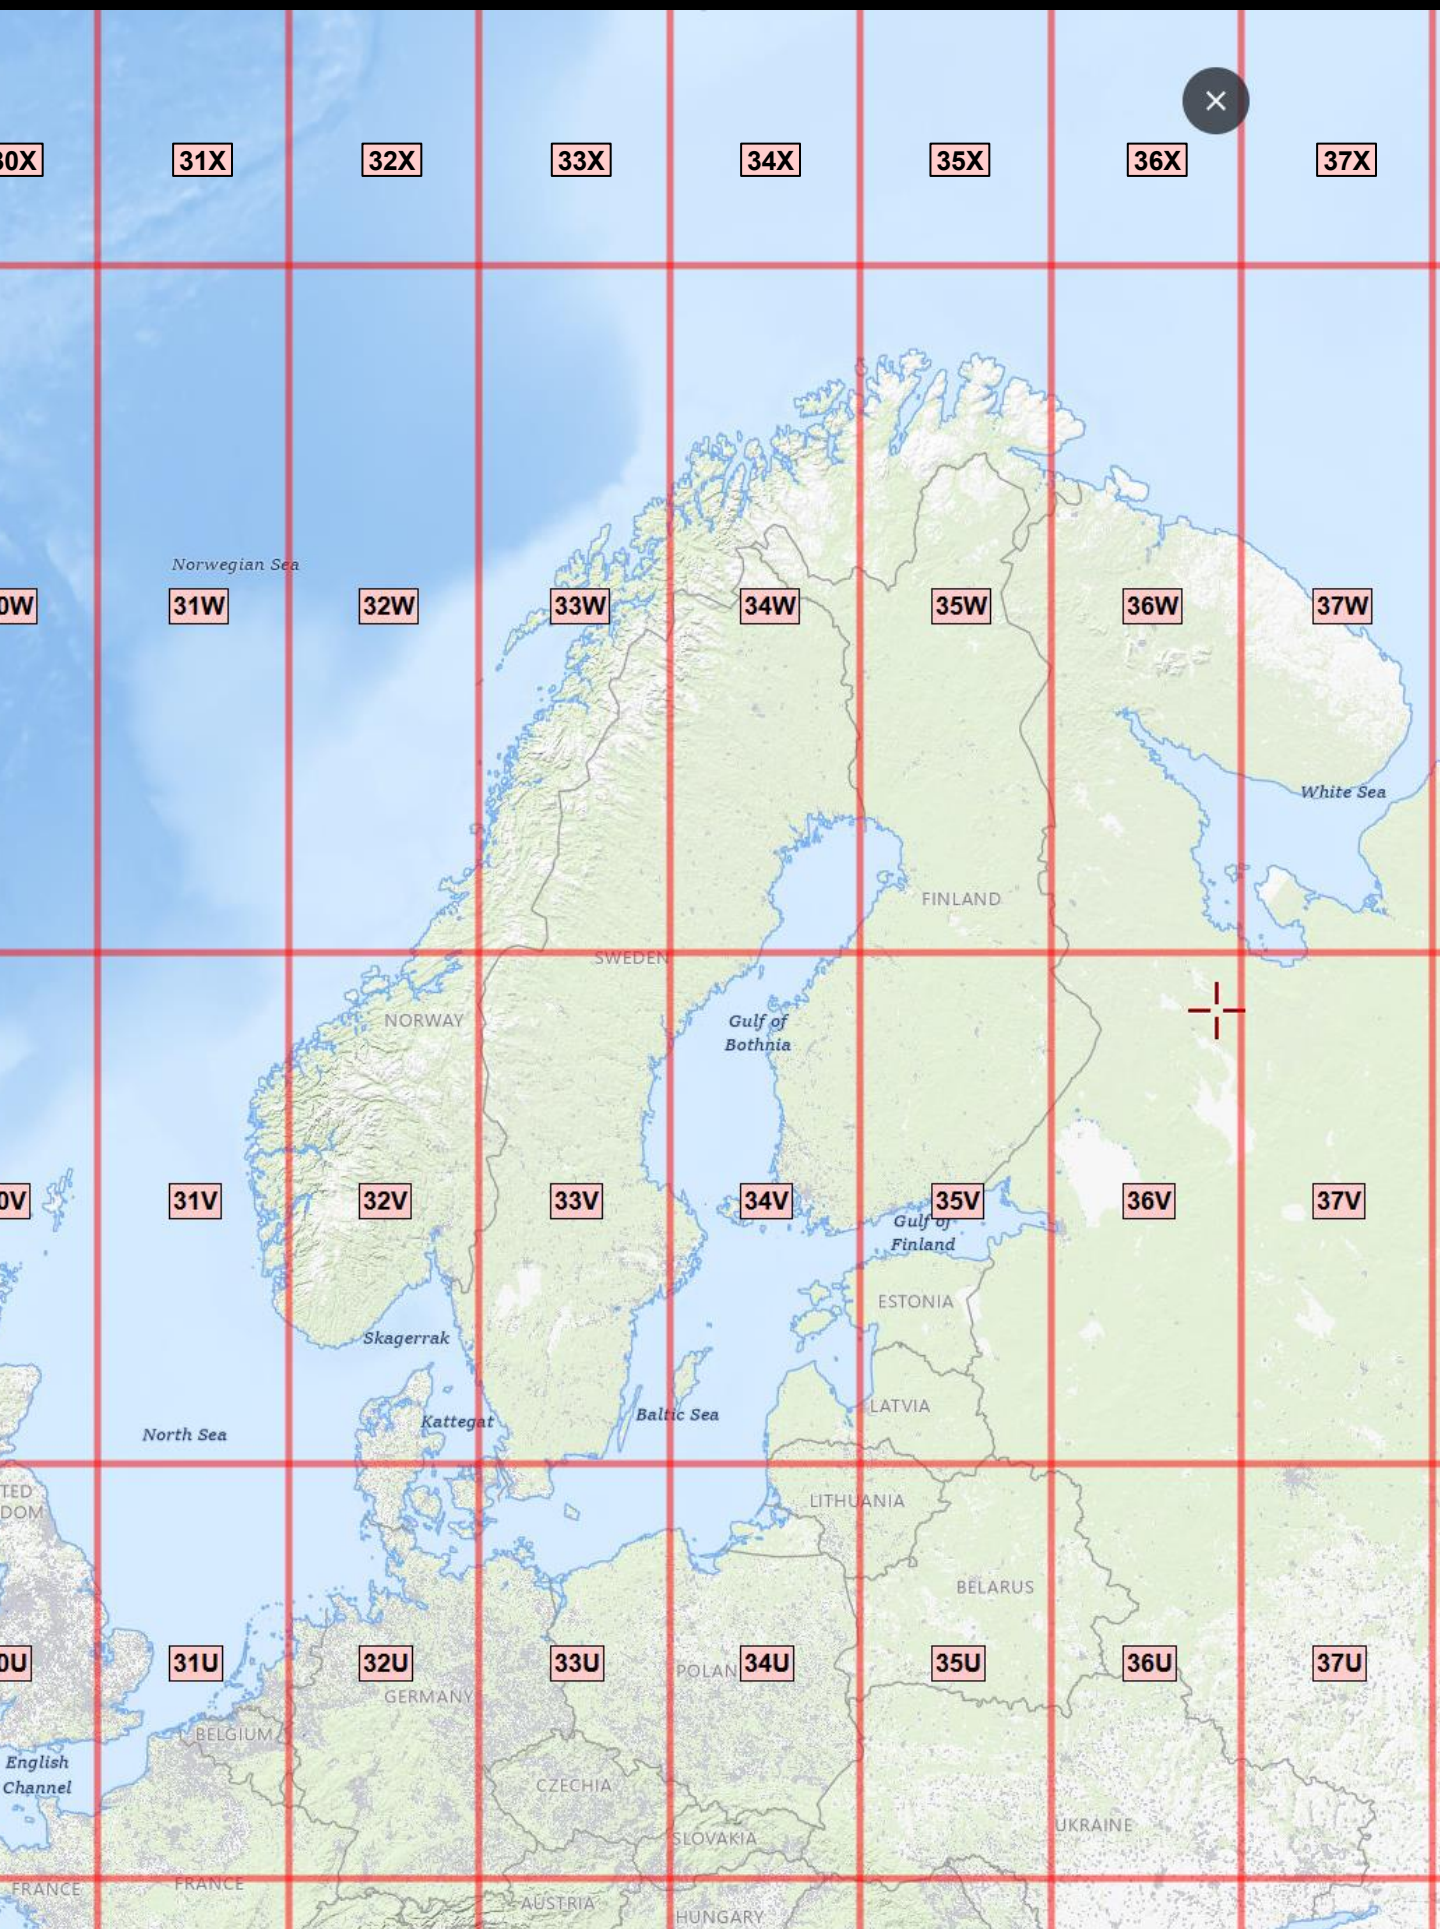 30X
31X
32X
33X
34X
35X
36X
37X
Norwegian Sea
0W
31W
32W
33W
34W
35W
36W
37W
White Sea
FINLAND
SWEDEN
NORWAY
Gulf of
Bothnia
0V
31V
32V
33V
34V
35V
36V
37V
Gulf of
Finland
ESTONIA
Skagerrak
LATVIA
Baltic Sea
Kattegat
North Sea
TED
DOM
LITHUANIA
BELARUS
0U
31U
32U
33U
POLAN
34U
35U
36U
37U
GERMANY
BELGIUM
English
Channel
CZECHIA
UKRAINE
SLOVAKIA
FRANCE
FRANCE
AUSTRIA
HUNGARY